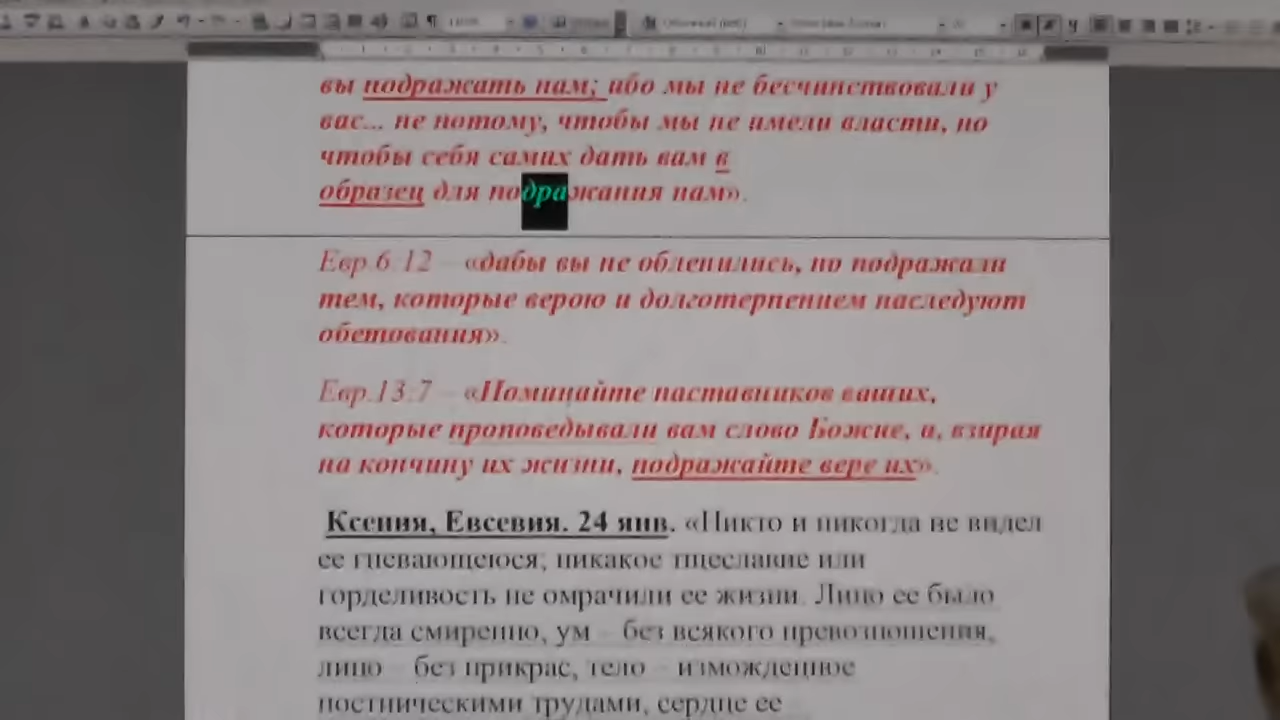 вы подражать нам; ибо мы не бесчинствовали у
вас... не потому, чтобы мы не имели власти, но
чтобы себя самих дать вам в
образец для подражания нам».
Евр.6:12 – «дабы вы не обленились, но подражали
тем, которые верою и долготерпением наследуют
обетования».
Евр.13:7 – «Поминайте наставников ваших,
которые проповедывали вам слово Божие, и, взирая
на кончину их жизни, подражайте вере их».
Ксения, Евсевия. 24 янв. «Никто и никогда не видел
ее гневающеюся; никакое тщеславие или
горделивость не омрачили ее жизни. Лицо ее было
всегда смиренно, ум – без всякого превозношения,
лицо – без прикрас, тело – изможденное
постническими трудами, сердце ее